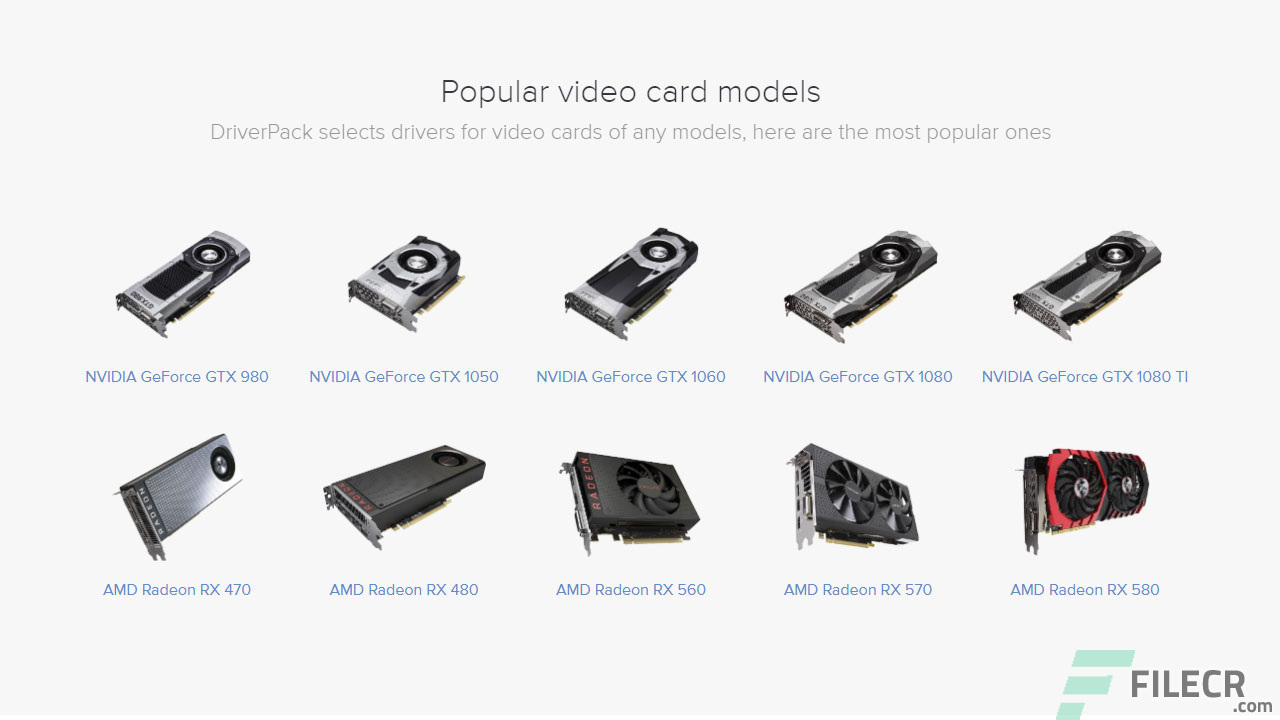 Popular video card models
DriverPack selects drivers for video cards of any models, here are the most popular ones
NVIDIA GeForce GTX 980
NVIDIA GeForce GTX 1050
NVIDIA GeForce GTX 1060
NVIDIA GeForce GTX 1080
NVIDIA GeForce GTX 1080 TI
RADEON
RADEON
RADEON
AMD Radeon RX 470
AMD Radeon RX 480
AMD Radeon RX 560
AMD Radeon RX 570
AMD Radeon RX 580
FILECR
.com